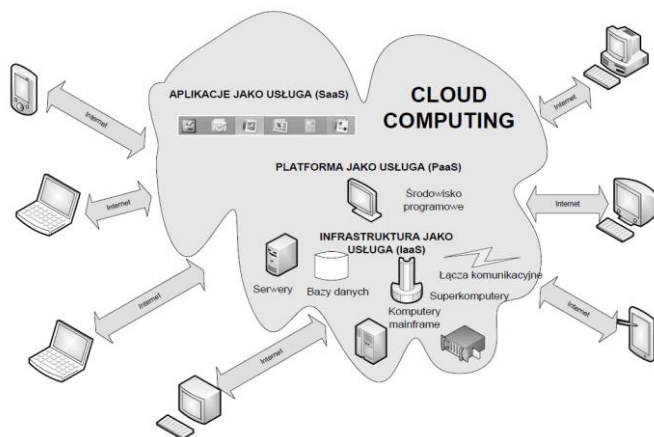 CLOUD
COMPUTING
APLIKACJE JAKO USŁUGA (SaaS)
PLATFORMA JAKO USŁUGA (PaaS)
Środowisko
programowe
INFRASTRUKTURA JAKO
USŁUGA (IaaS)
Serwery
Bazy danych
Łącza komunikacyjne
Superkomputery
Komputery
mainframe
Internet
Internet
Internet
Internet
Internet
Internet
Internet